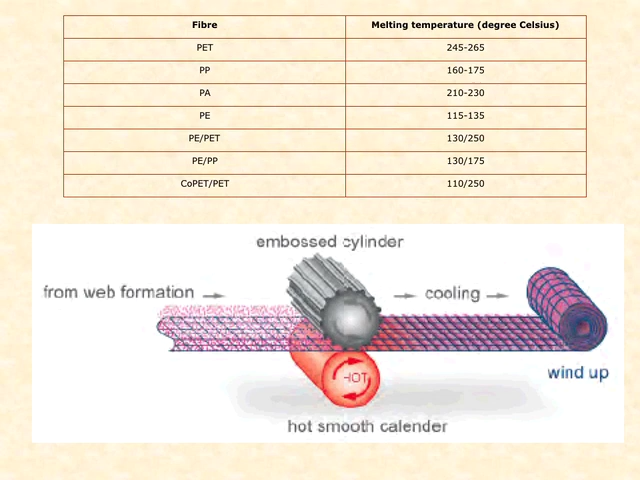 Fibre Melting temperature (degree Celsius)
PET 245-265
PP 160-175
PA 210-230
PE 115-135
PE/PET 130/250
PE/PP 130/175
CoPET/PET 110/250
embossed cylinder
from web formation cooling
HOT
wind up
hot smooth calender